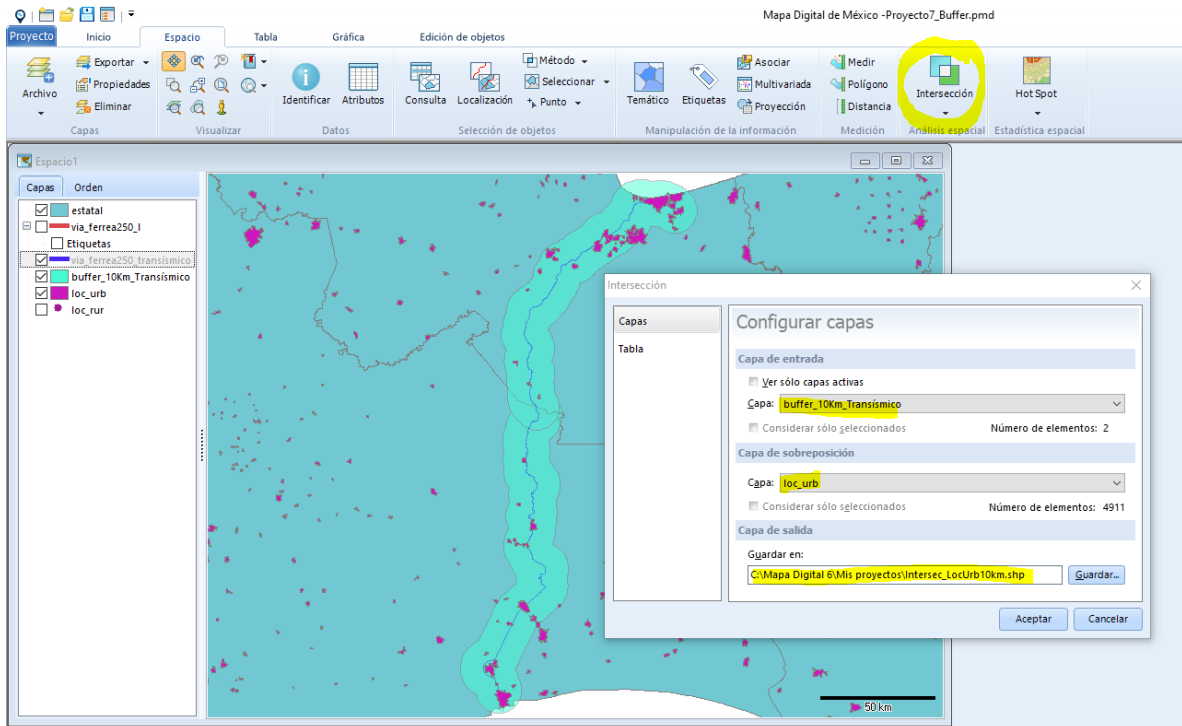 Mapa Digital de México -Proyecto7_Buffer.pmd
Proyecto Inicio Espacio Tabla Gráfica Edición de objetos
Archivo
Exportar
Propiedades
Eliminar
Capas
Visualizar
Identificar Atributos
Datos
Consulta Localización
Método
Seleccionar
Punto
Selección de objetos
Temático Etiquetas
Asociar
Multivariada
Proyección
Manipulación de la información
Medir
Polígono
Distancia
Medición
Intersección
Análisis espacial
Hot Spot
Estadística espacial
Espacio1
Capas Orden
estatal
via_ferrea250_l
Etiquetas
via_ferrea250_transísmico
buffer_10Km_Transísmico
loc_urb
loc_rur
50 km
Intersección
Capas
Tabla
Configurar capas
Capa de entrada
Ver sólo capas activas
Capa: buffer_10Km_Transísmico
Considerar sólo seleccionados Número de elementos: 2
Capa de sobreposición
Capa: loc_urb
Considerar sólo seleccionados Número de elementos: 4911
Capa de salida
Guardar en:
C:\Mapa Digital 6\Mis proyectos\Intersec_LocUrb10km.shp Guardar...
Aceptar Cancelar